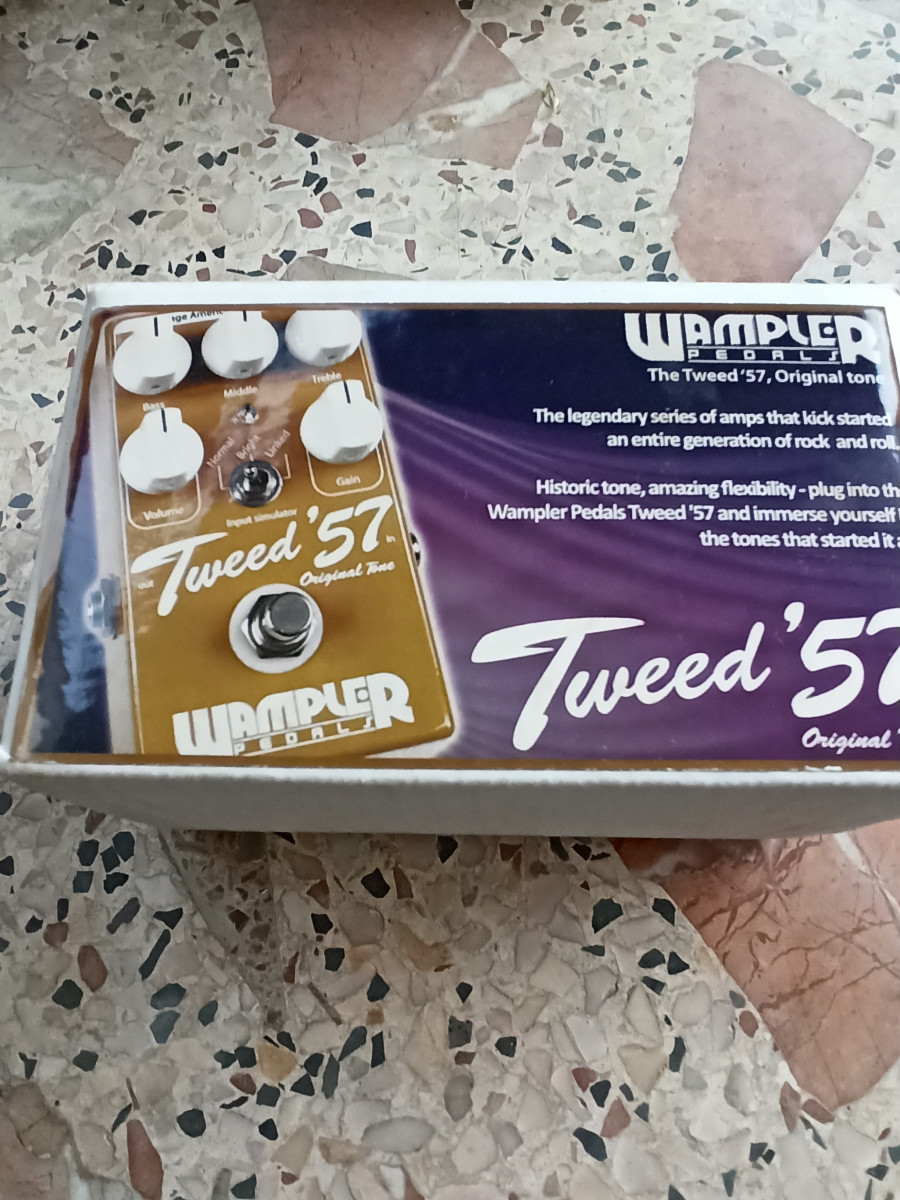 WAMPLER
PEDALS
The Tweed '57, Original tone
The legendary series of amps that kick started
an entire generation of rock and roll.
Historic tone, amazing flexibility - plug into
Wampler Pedals Tweed '57 and immerse yourself
the tones that started it
Tweed '57
Original
Bass
Middle
Treble
Normal
Bright
Linked
Volume
Input simulator
Gain
out
Tweed '57
in
Original Tone
WAMPLER
PEDALS